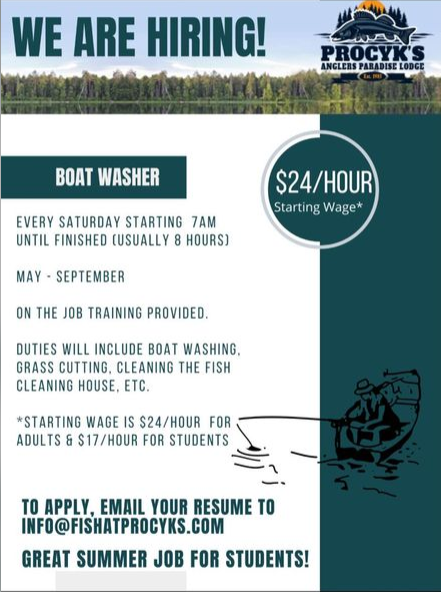 WE ARE HIRING!
PROCYK'S
ANGLERS PARADISE LODGE
BOAT WASHER
$24/HOUR
Starting Wage*
EVERY SATURDAY STARTING 7AM
UNTIL FINISHED (USUALLY 8 HOURS)
MAY - SEPTEMBER
ON THE JOB TRAINING PROVIDED.
DUTIES WILL INCLUDE BOAT WASHING,
GRASS CUTTING, CLEANING THE FISH
CLEANING HOUSE, ETC.
*STARTING WAGE IS $24/HOUR FOR
ADULTS & $17/HOUR FOR STUDENTS
TO APPLY, EMAIL YOUR RESUME TO
INFO@FISHATPROCYKS.COM
GREAT SUMMER JOB FOR STUDENTS!